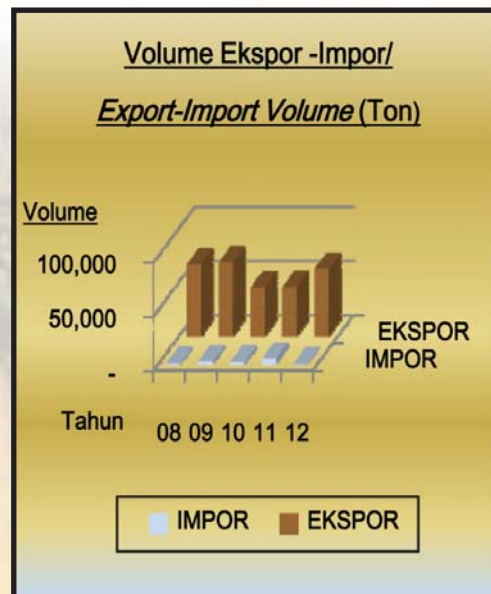 Volume Ekspor -Impor/
Export-Import Volume (Ton)
Volume
100,000
50,000
-
EKSPOR
IMPOR
Tahun
08 09 10 11 12
IMPOR EKSPOR